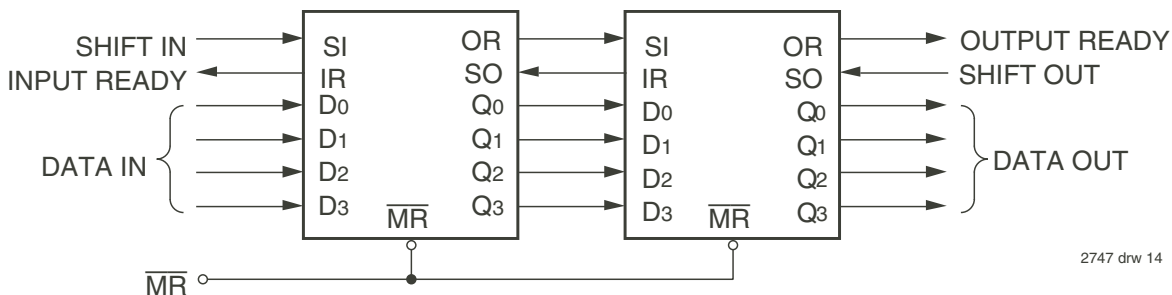 SHIFT IN SI OR SI OR OUTPUT READY
INPUT READY IR SO IR SO SHIFT OUT
D0 Q0 D0 Q0
D1 Q1 D1 Q1
DATA IN D2 Q2 D2 Q2 DATA OUT
D3 MR Q3 D3 MR Q3
MR
2747 drw 14